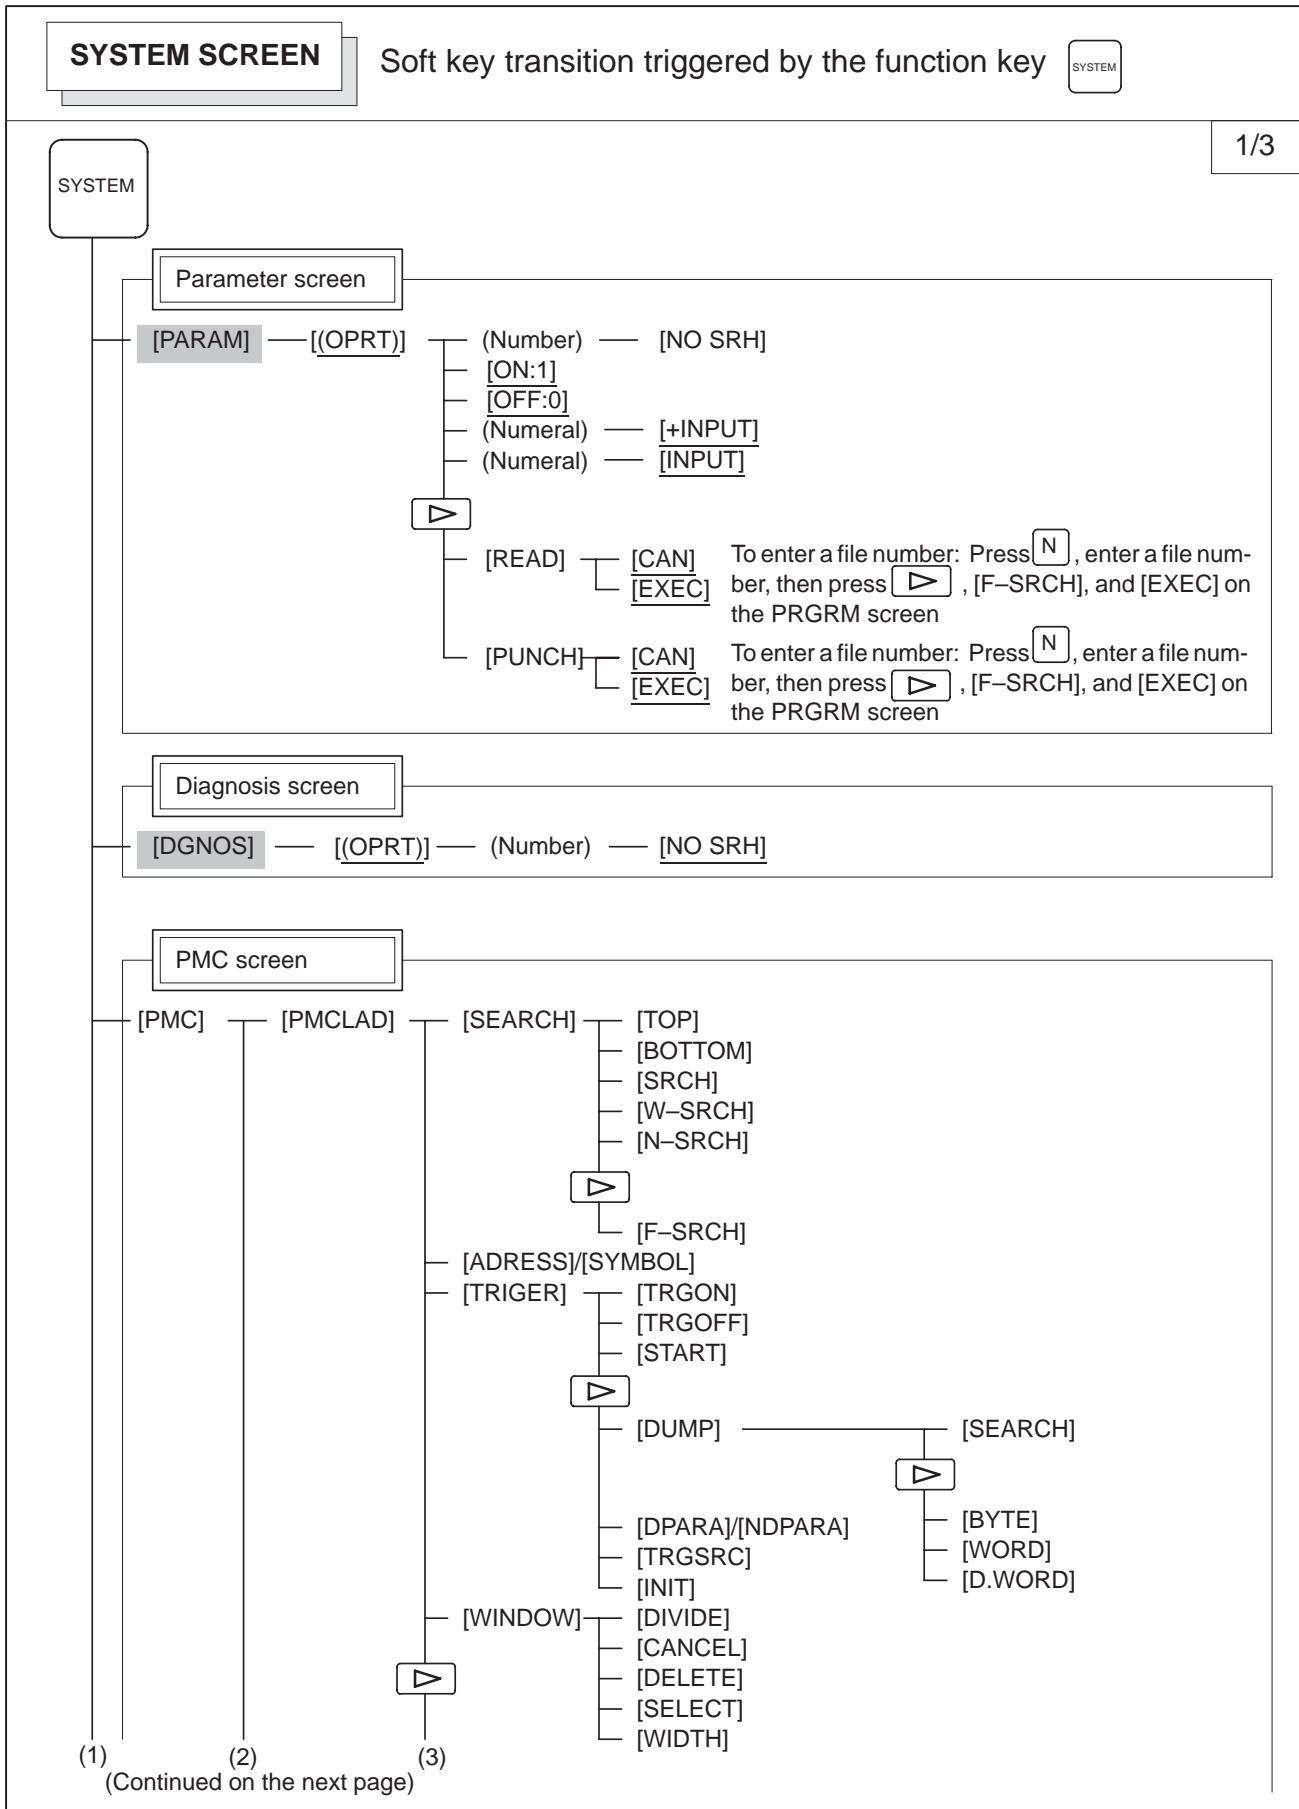 SYSTEM SCREEN Soft key transition triggered by the function key SYSTEM
1/3
SYSTEM
Parameter screen
[PARAM] [(OPRT)] (Number) [NO SRH]
[ON:1]
[OFF:0]
(Numeral) [+INPUT]
(Numeral) [INPUT]
[READ] [CAN] To enter a file number: Press N , enter a file num-
[EXEC] ber, then press , [F–SRCH], and [EXEC] on
the PRGRM screen
[PUNCH] [CAN] To enter a file number: Press N , enter a file num-
[EXEC] ber, then press , [F–SRCH], and [EXEC] on
the PRGRM screen
Diagnosis screen
[DGNOS] [(OPRT)] (Number) [NO SRH]
PMC screen
[PMC] [PMCLAD] [SEARCH] [TOP]
[BOTTOM]
[SRCH]
[W–SRCH]
[N–SRCH]
[F–SRCH]
[ADRESS]/[SYMBOL]
[TRIGER] [TRGON]
[TRGOFF]
[START]
[DUMP] [SEARCH]
[DPARA]/[NDPARA] [BYTE]
[TRGSRC] [WORD]
[INIT] [D.WORD]
[WINDOW] [DIVIDE]
[CANCEL]
[DELETE]
[SELECT]
[WIDTH]
(1) (2) (3)
(Continued on the next page)